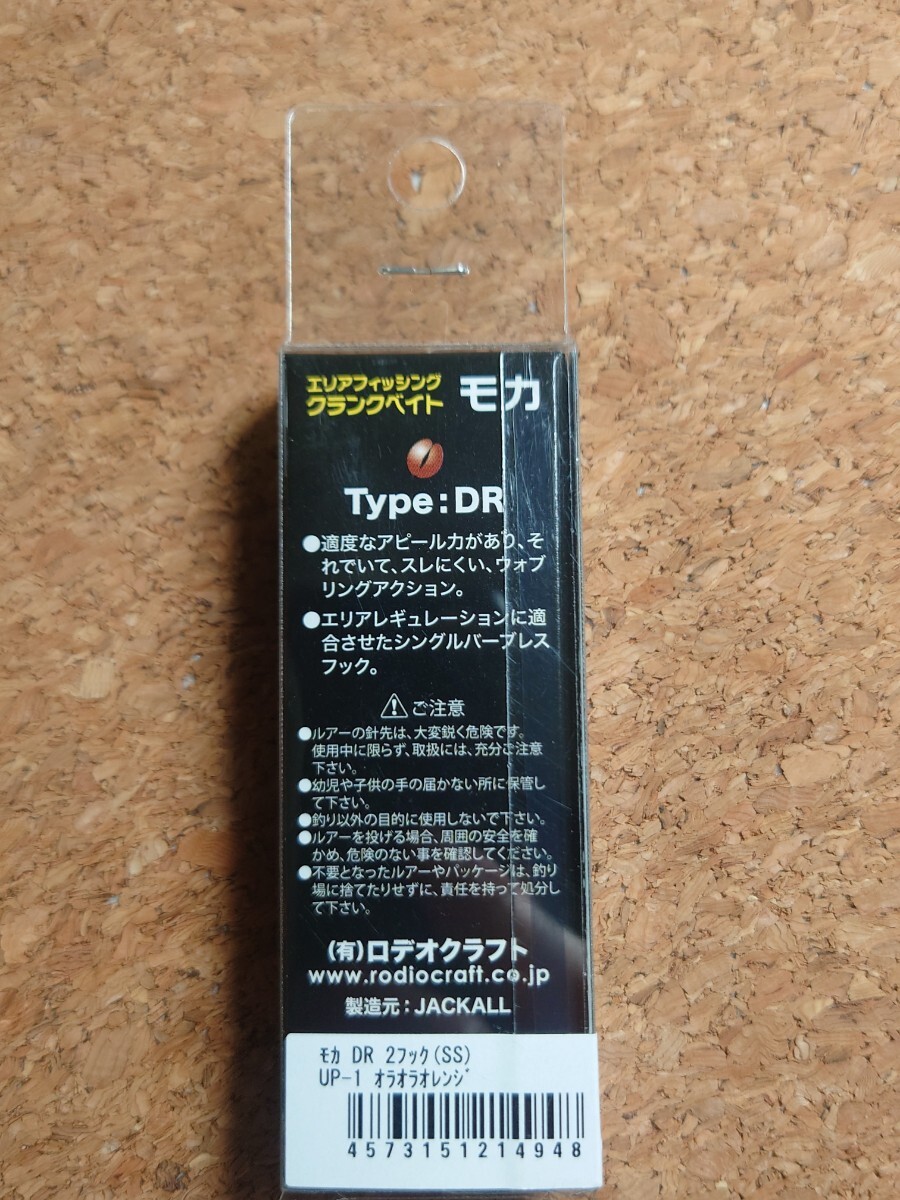 エリアフィッシング
クランクベイト モカ
Type:DR
●適度なアピール力があり、そ
れでいて、スレにくい、ウォブ
リングアクション。
●エリアレギュレーションに適
合させたシングルバーブレス
フック。
⚠ご注意
●ルアーの針先は、大変鋭く危険です。
使用中に限らず、取扱には、充分ご注意
下さい。
●幼児や子供の手の届かない所に保管し
て下さい。
●釣り以外の目的に使用しないで下さい。
●ルアーを投げる場合、周囲の安全を確
かめ、危険のない事を確認してください。
●不要となったルアーやパッケージは、釣り
場に捨てたりせずに、責任を持って処分し
て下さい。
(有)ロデオクラフト
www.rodiocraft.co.jp
製造元:JACKALL
ﾓｶ DR 2ﾌｯｸ(SS)
UP-1 ｵﾗｵﾗｵﾚﾝｼﾞ
4573151214948